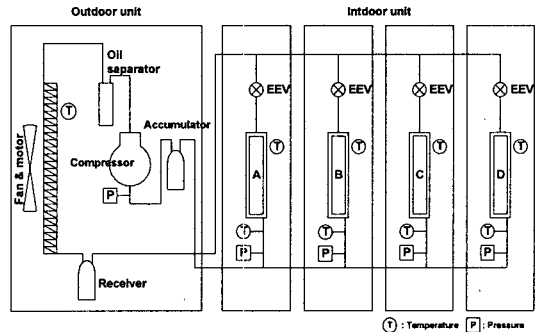 Outdoor unit
Intdoor unit
Oil
separator
EEV
EEV
EEV
EEV
T
Accumulator
Fan & motor
Compressor
T
T
T
T
A
B
C
D
P
T
T
T
T
P
P
P
P
Receiver
T : Temperature P : Pressure